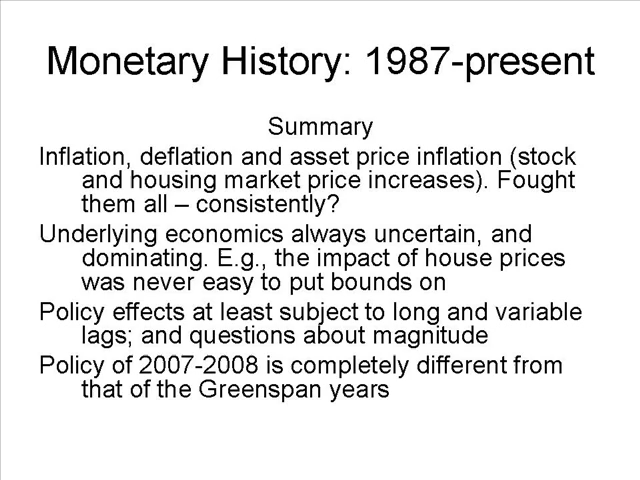 Monetary History: 1987-present
Summary
Inflation, deflation and asset price inflation (stock
and housing market price increases). Fought
them all – consistently?
Underlying economics always uncertain, and
dominating. E.g., the impact of house prices
was never easy to put bounds on
Policy effects at least subject to long and variable
lags; and questions about magnitude
Policy of 2007-2008 is completely different from
that of the Greenspan years